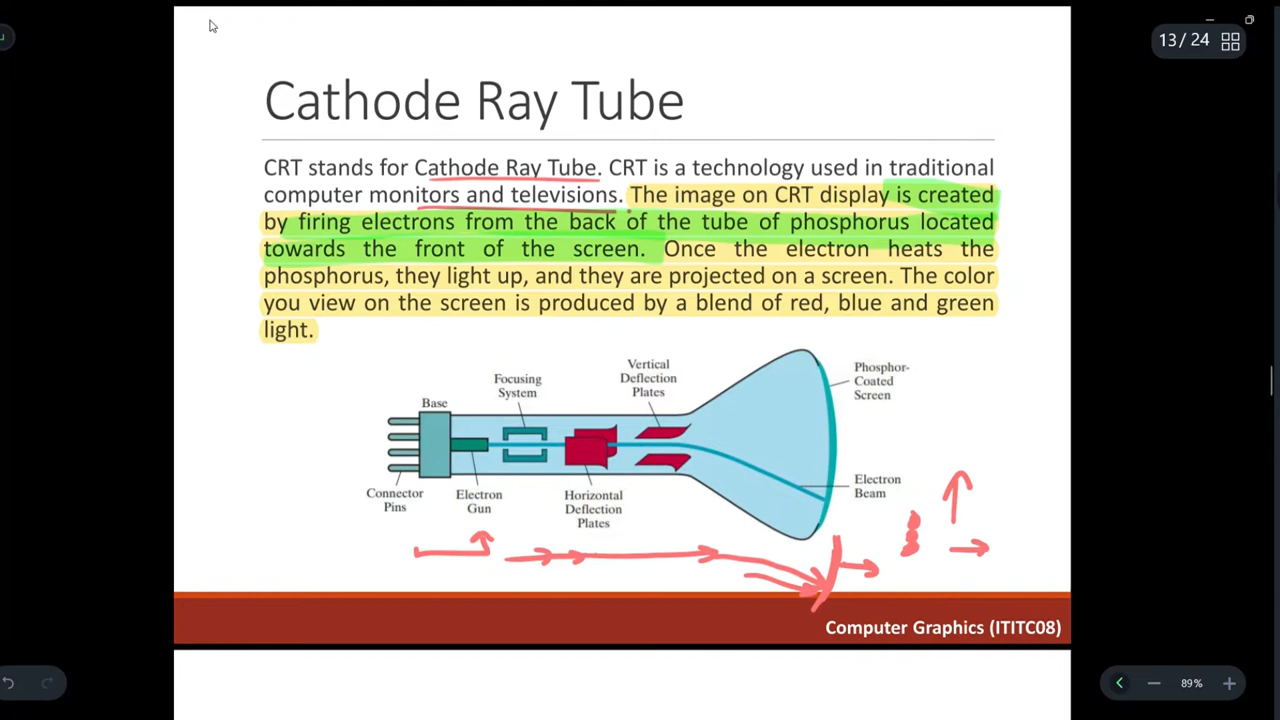 13/ 24
Cathode Ray Tube
CRT stands for Cathode Ray Tube. CRT is a technology used in traditional
computer monitors and televisions. The image on CRT display is created
by firing electrons from the back of the tube of phosphorus located
towards the front of the screen. Once the electron heats the
phosphorus, they light up, and they are projected on a screen. The color
you view on the screen is produced by a blend of red, blue and green
light.
Vertical
Deflection
Plates
Focusing
System
Base
Phosphor-
Coated
Screen
Connector
Pins
Electron
Gun
Horizontal
Deflection
Plates
Electron
Beam
Computer Graphics (ITITC08)
89%